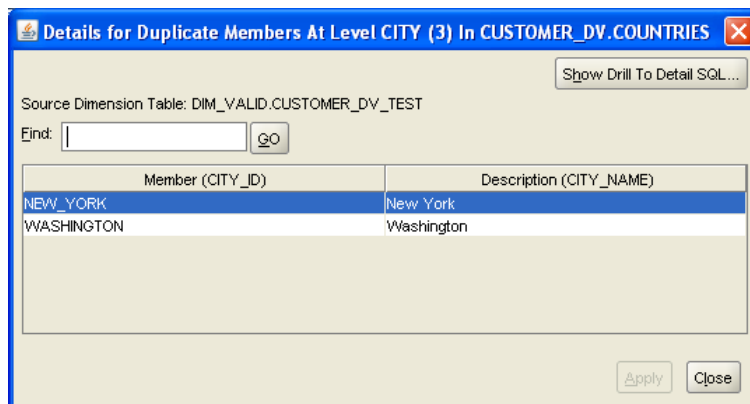 Details for Duplicate Members At Level CITY (3) In CUSTOMER_DV.COUNTRIES
Show Drill To Detail SQL...
Source Dimension Table: DIM_VALID.CUSTOMER_DV_TEST
Find: GO
Member (CITY_ID) Description (CITY_NAME)
NEW_YORK New York
WASHINGTON Washington
Apply Close